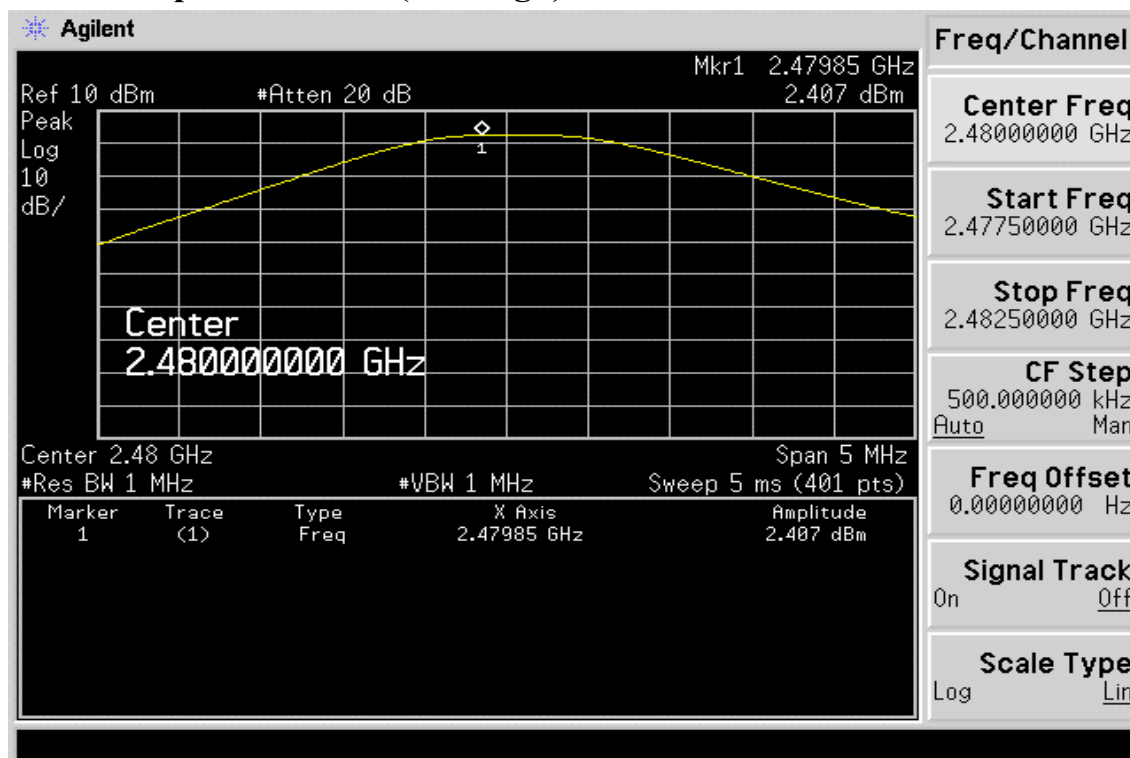 Agilent
Mkr1 2.47985 GHz
Ref 10 dBm #Atten 20 dB 2.407 dBm
Peak
Log
10
dB/
1
Center
2.480000000 GHz
Center 2.48 GHz Span 5 MHz
#Res BW 1 MHz #VBW 1 MHz Sweep 5 ms (401 pts)
Marker Trace Type X Axis Amplitude
1 (1) Freq 2.47985 GHz 2.407 dBm
Freq/Channel
Center Freq
2.48000000 GHz
Start Freq
2.47750000 GHz
Stop Freq
2.48250000 GHz
CF Step
500.000000 kHz
Auto Man
Freq Offset
0.00000000 Hz
Signal Track
On Off
Scale Type
Log Lin